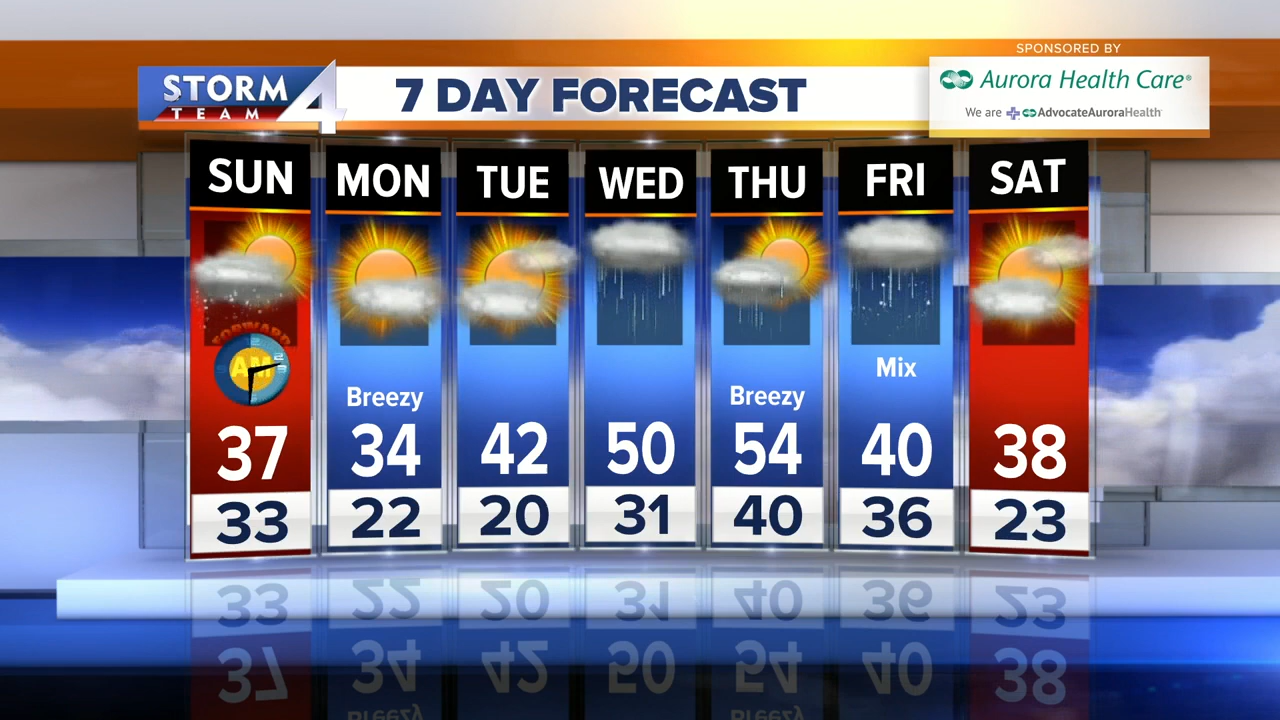 SPONSORED BY
STORM
TEAM
4
7 DAY FORECAST
Aurora Health Care®
We are AdvocateAuroraHealth
SUN MON TUE WED THU FRI SAT
FORWARD
AM
Mix
Breezy Breezy
37 34 42 50 54 40 38
33 22 20 31 40 36 23